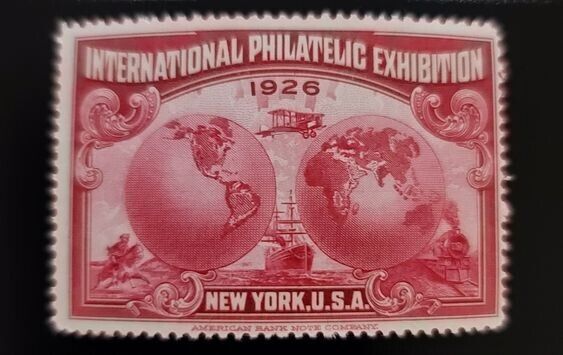 INTERNATIONAL PHILATELIC EXHIBITION
1926
NEW YORK, U.S.A.
AMERICAN BANK NOTE COMPANY.